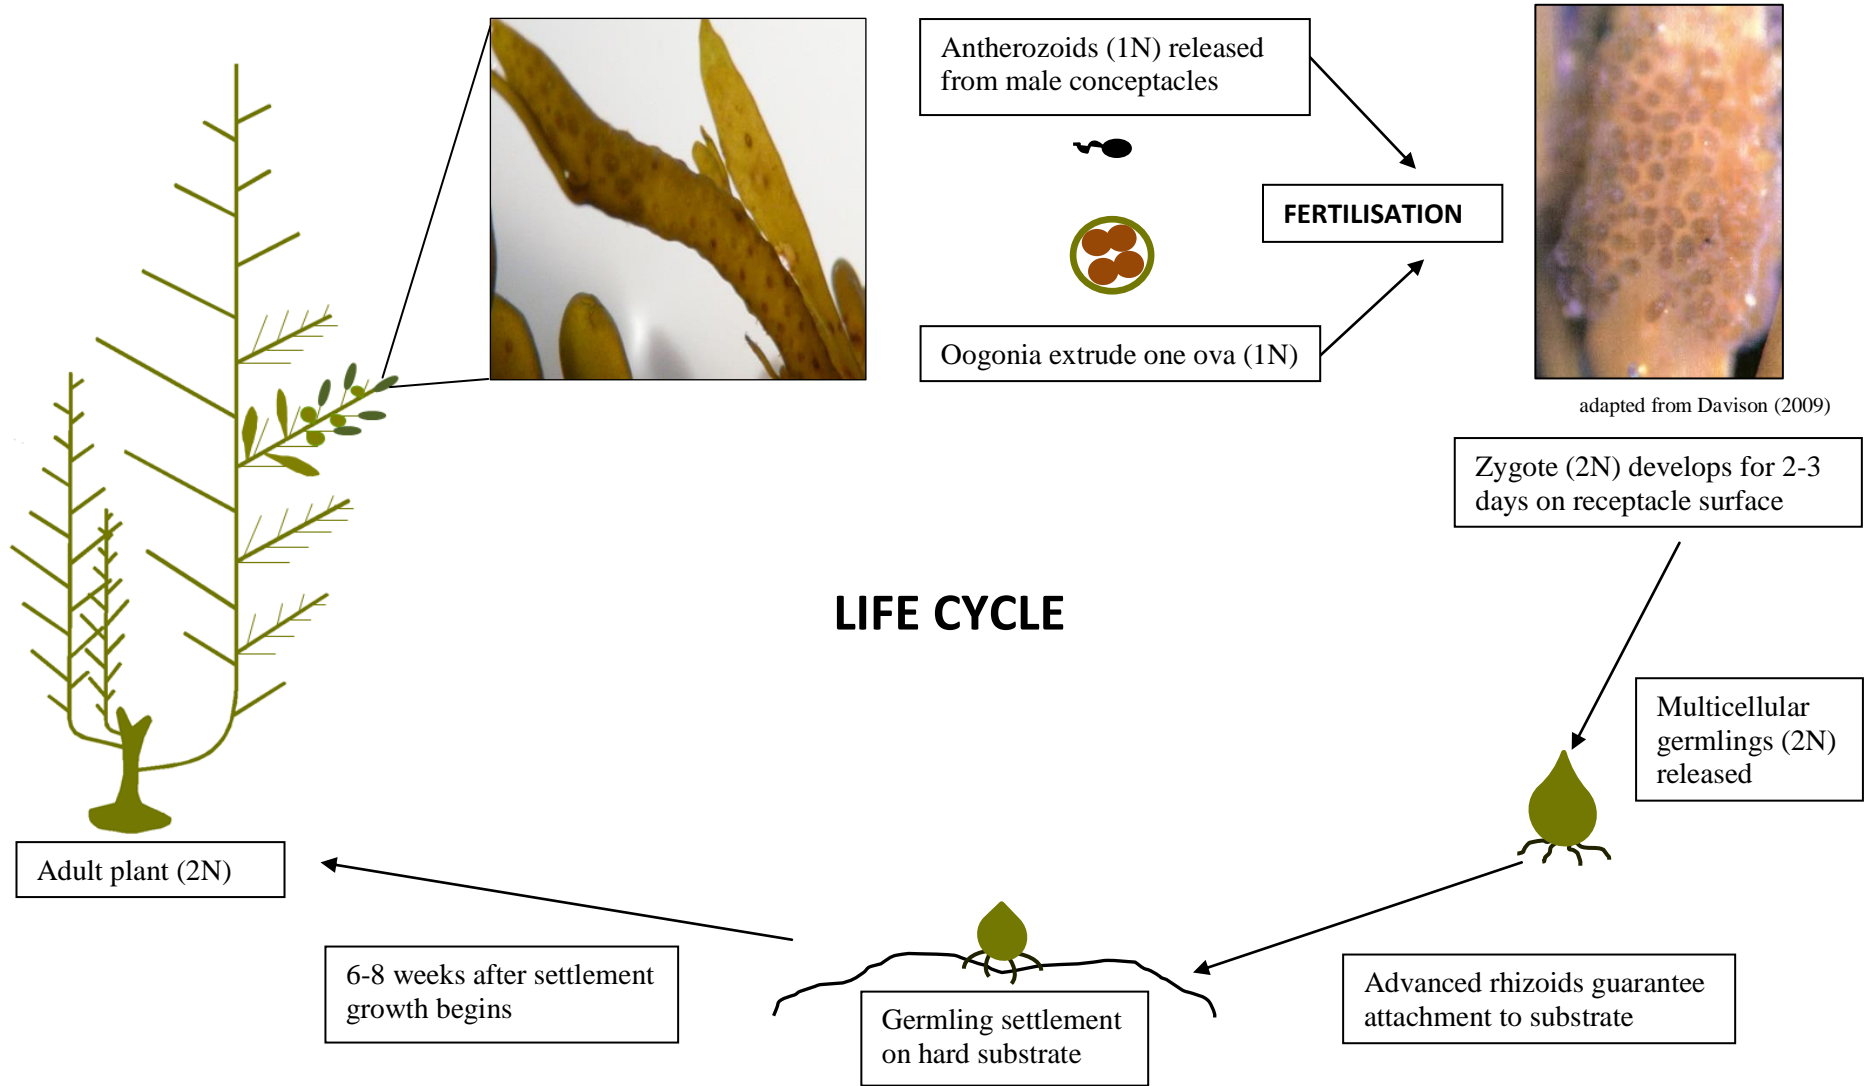 Antherozoids (1N) released
from male conceptacles
FERTILISATION
Oogonia extrude one ova (1N)
adapted from Davison (2009)
Zygote (2N) develops for 2-3
days on receptacle surface
LIFE CYCLE
Multicellular
germlings (2N)
released
Adult plant (2N)
6-8 weeks after settlement
growth begins
Germling settlement
on hard substrate
Advanced rhizoids guarantee
attachment to substrate